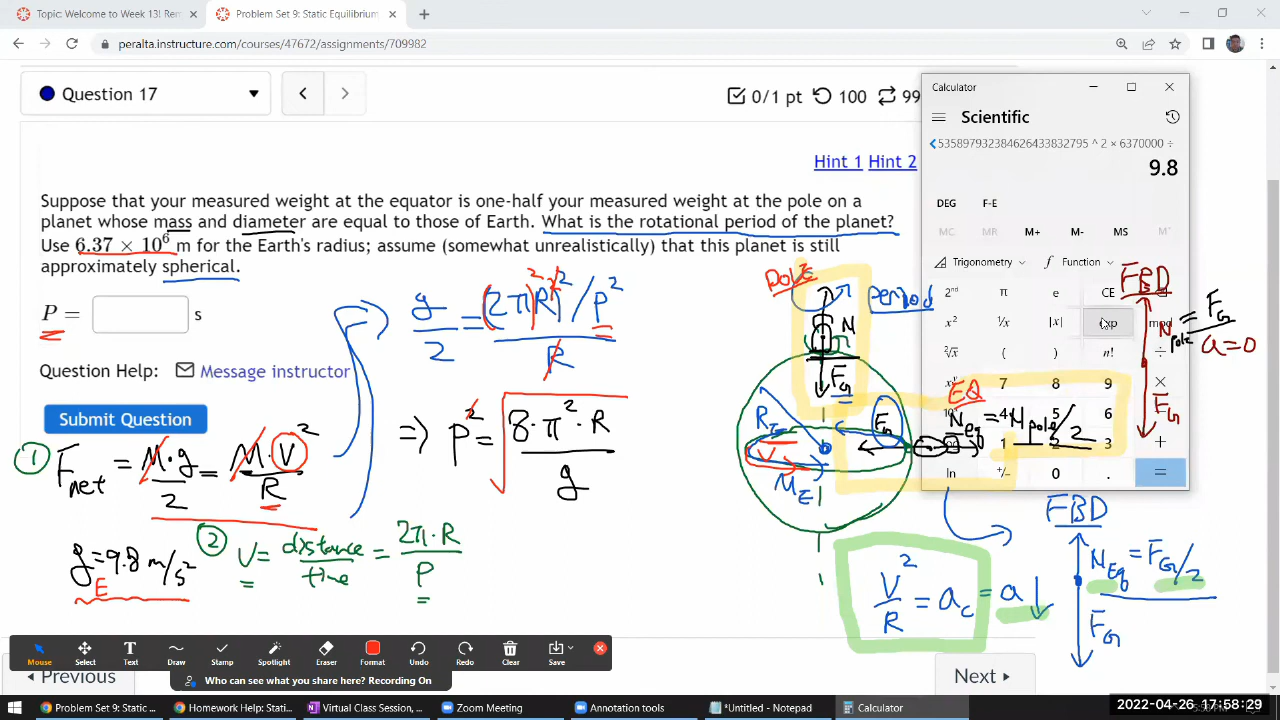 Topic: Welcome to Week 13! Rem
Problem Set 9: Static Equilibrium
peralta.instructure.com/courses/47672/assignments/709982
Question 17
0/1 pt 100 99
Hint 1 Hint 2
Suppose that your measured weight at the equator is one-half your measured weight at the pole on a
planet whose mass and diameter are equal to those of Earth. What is the rotational period of the planet?
Use 6.37 × 10⁶ m for the Earth's radius; assume (somewhat unrealistically) that this planet is still
approximately spherical.
P = s
Question Help: Message instructor
Submit Question
① Fnet = M·g/2 = M·V²/R
g_E = 9.8 m/s²
② V = distance/time = 2π·R/P
=> g/2 = (2πR)²/P² / R
=> P² = 8·π²·R / g
Pole
period
N
F_G
R_E
V
M_E
F_G
EQ
N_Eq = N_pole/2
FBD
N_pole = F_G
a=0
F_G
FBD
N_Eq = F_G/2
F_G
V²/R = a_c = a↓
Calculator
Scientific
535897932384626433832795 ^ 2 × 6370000 ÷
9.8
DEG F-E
MC MR M+ M- MS
Trigonometry Function
2ⁿᵈ π e CE
x² ¹/x |x| exp mod
²√x ( ) n! ÷
7 8 9 ×
4 5 6
1 3 +
ln +/- 0 . =
Mouse Select Text Draw Stamp Spotlight Eraser Format Undo Redo Clear Save
Who can see what you share here? Recording On
Previous
Next
Problem Set 9: Static ...
Homework Help: Stati...
Virtual Class Session, ...
Zoom Meeting
Annotation tools
*Untitled - Notepad
Calculator
2022-04-26 17:58:29